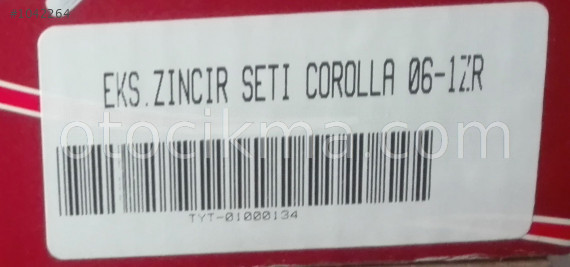 EKS.ZINCIR SETI COROLLA 06-1ZR
otocikma.com
TYT-01000134